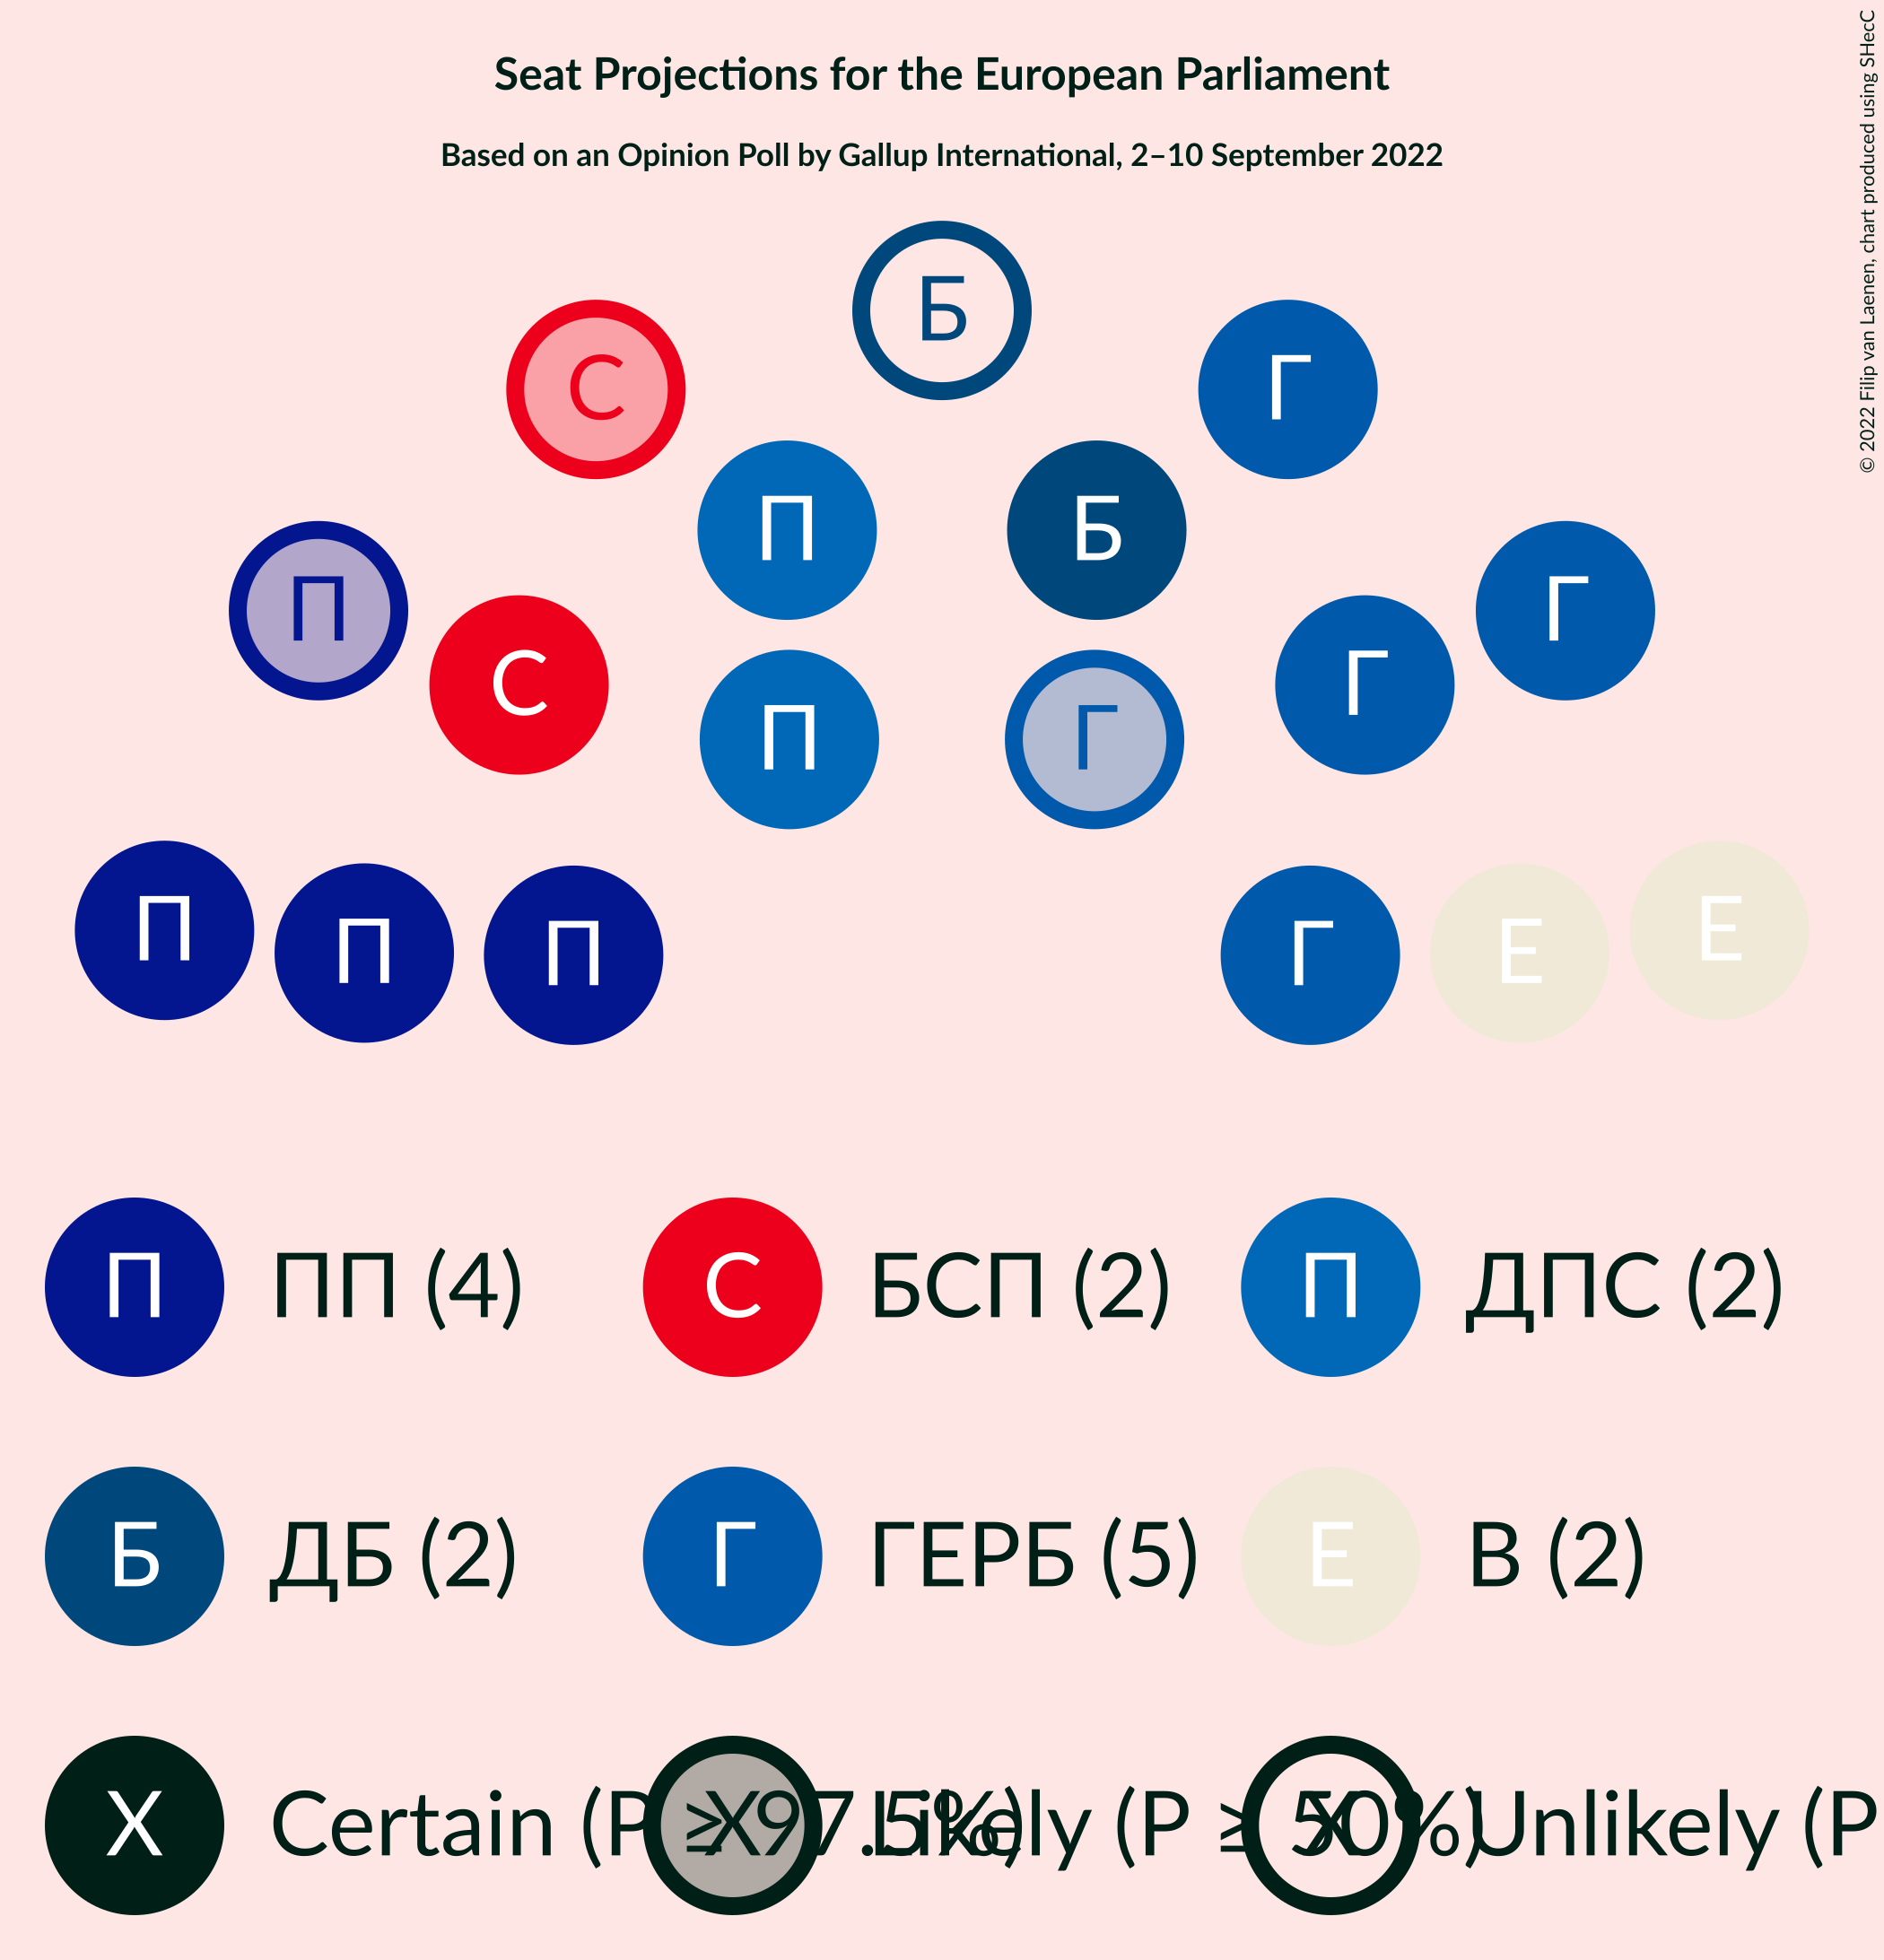 Seat Projections for the European Parliament
Based on an Opinion Poll by Gallup International, 2–10 September 2022
© 2022 Filip van Laenen, chart produced using SHecC
Б
С
Г
П
Б
П
Г
С
Г
П
Г
П
П
П
Г
Е
Е
П ПП (4)
С БСП (2)
П ДПС (2)
Б ДБ (2)
Г ГЕРБ (5)
Е В (2)
X Certain (P ≥ 97.5%)
X Likely (P ≥ 50%)
X Unlikely (P